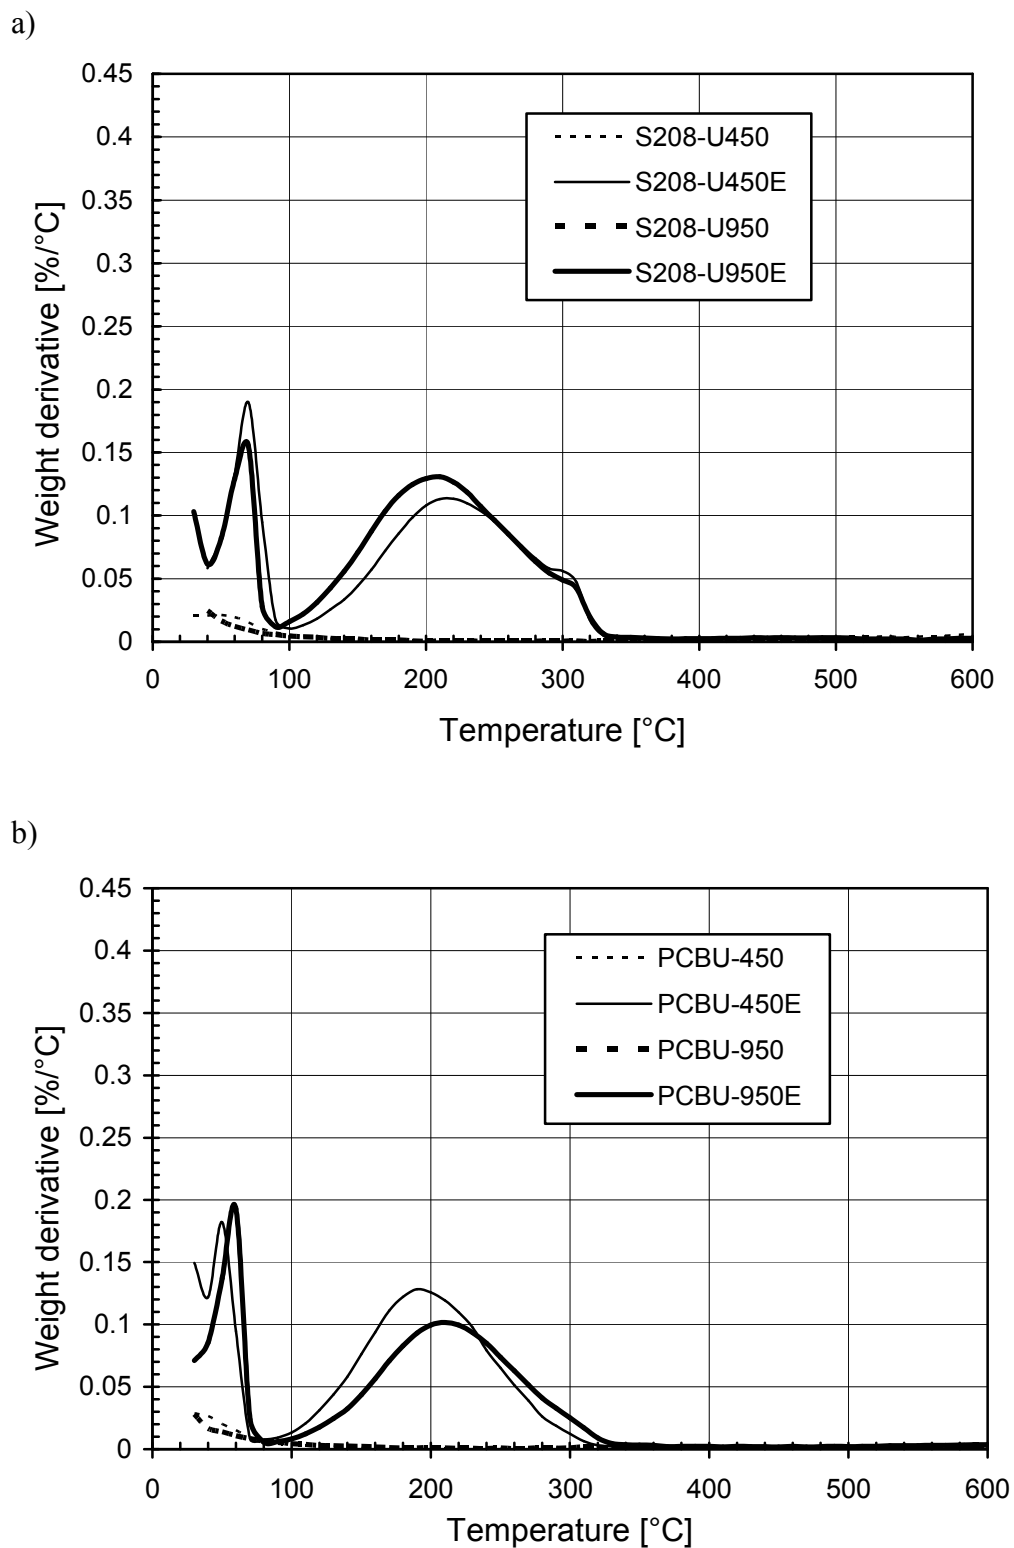 a)
0.45
0.4
0.35
0.3
0.25
0.2
0.15
0.1
0.05
0
Weight derivative [%/°C]
S208-U450
S208-U450E
S208-U950
S208-U950E
0 100 200 300 400 500 600
Temperature [°C]
b)
0.45
0.4
0.35
0.3
0.25
0.2
0.15
0.1
0.05
0
Weight derivative [%/°C]
PCBU-450
PCBU-450E
PCBU-950
PCBU-950E
0 100 200 300 400 500 600
Temperature [°C]